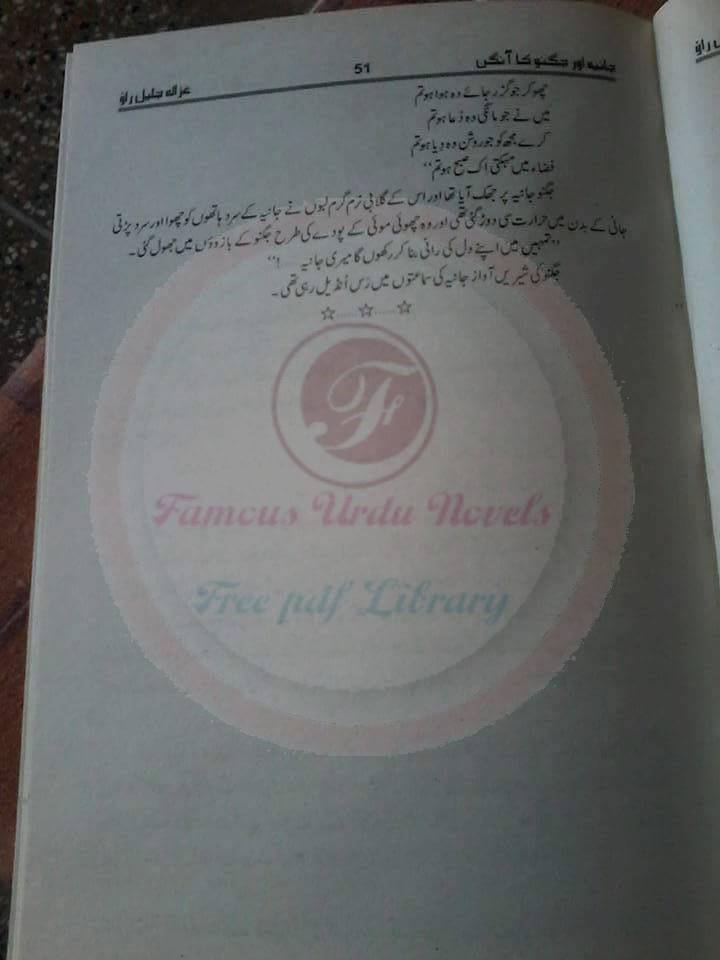 جانیہ اور جگنو کا آنگن
51
غزالہ جلیل راؤ
چھو کر جو گزر جائے وہ ہوا ہو تم
میں نے جو مانگی وہ دُعا ہو تم
کرے مجھ کو جو روشن وہ دیا ہو تم
فضاء میں مہکتی اک صبح ہو تم‘‘
جگنو جانیہ پر جھک آیا تھا اور اس کے گلابی نرم گرم لبوں نے جانیہ کے سرد ہاتھوں کو چھوا اور سرد پڑتی
جانی کے بدن میں حرارت سی دوڑ گئی تھی اور وہ چھوئی موئی کے پودے کی طرح جگنو کے بازوؤں میں جھول گئی۔
’’تمہیں میں اپنے دل کی رانی بنا کر رکھوں گا میری جانیہ !‘‘
جگنو کی شیریں آواز جانیہ کی سماعتوں میں رَس اُنڈیل رہی تھی۔
☆.....☆.....☆
Ff
Famous Urdu Novels
Free pdf Library